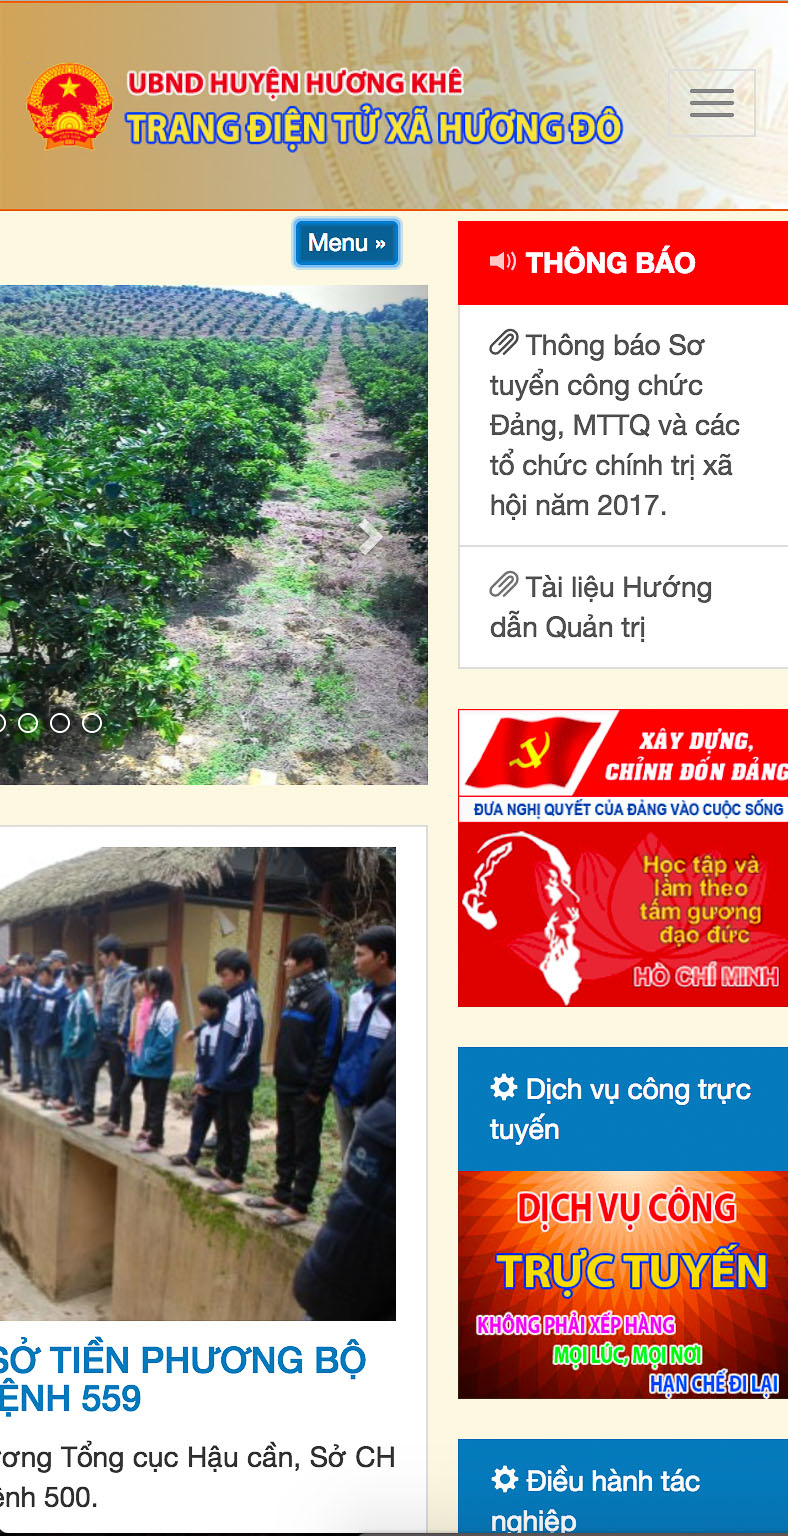 UBND HUYỆN HƯƠNG KHÊ
TRANG ĐIỆN TỬ XÃ HƯƠNG ĐÔ
Menu »
THÔNG BÁO
Thông báo Sơ
tuyển công chức
Đảng, MTTQ và các
tổ chức chính trị xã
hội năm 2017.
Tài liệu Hướng
dẫn Quản trị
XÂY DỰNG,
CHỈNH ĐỐN ĐẢNG
ĐƯA NGHỊ QUYẾT CỦA ĐẢNG VÀO CUỘC SỐNG
Học tập và
làm theo
tấm gương
đạo đức
HỒ CHÍ MINH
Dịch vụ công trực
tuyến
DỊCH VỤ CÔNG
TRỰC TUYẾN
KHÔNG PHẢI XẾP HÀNG
MỌI LÚC, MỌI NƠI
HẠN CHẾ ĐI LẠI
SỞ TIỀN PHƯƠNG BỘ
ỆNH 559
ương Tổng cục Hậu cần, Sở CH
ệnh 500.
Điều hành tác
nghiệp